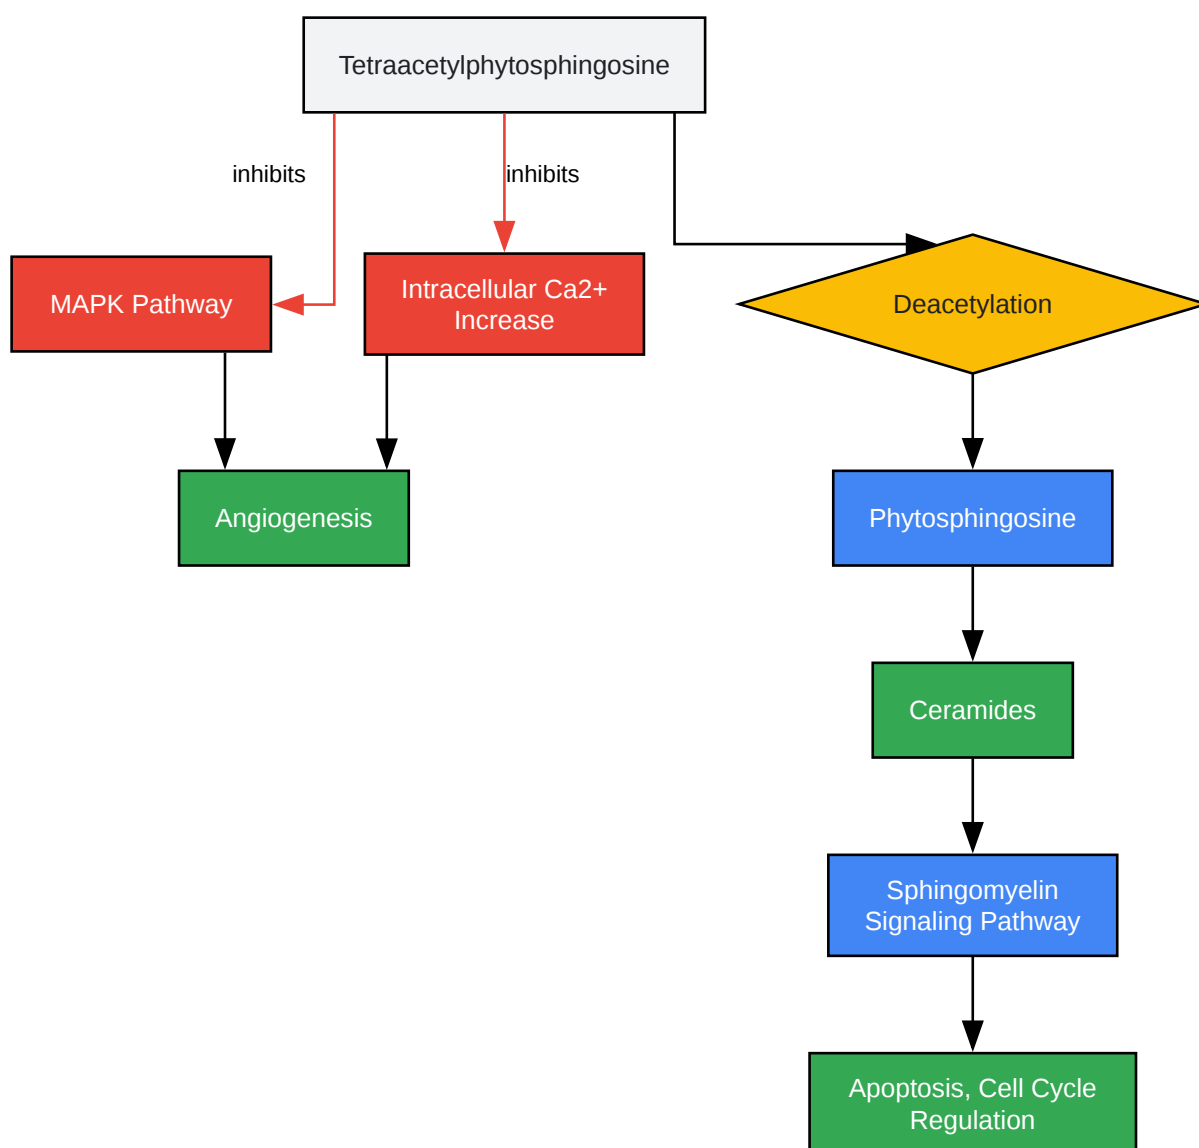 Tetraacetylphytosphingosine
inhibits
inhibits
MAPK Pathway
Intracellular Ca2+
Increase
Deacetylation
Angiogenesis
Phytosphingosine
Ceramides
Sphingomyelin
Signaling Pathway
Apoptosis, Cell Cycle
Regulation